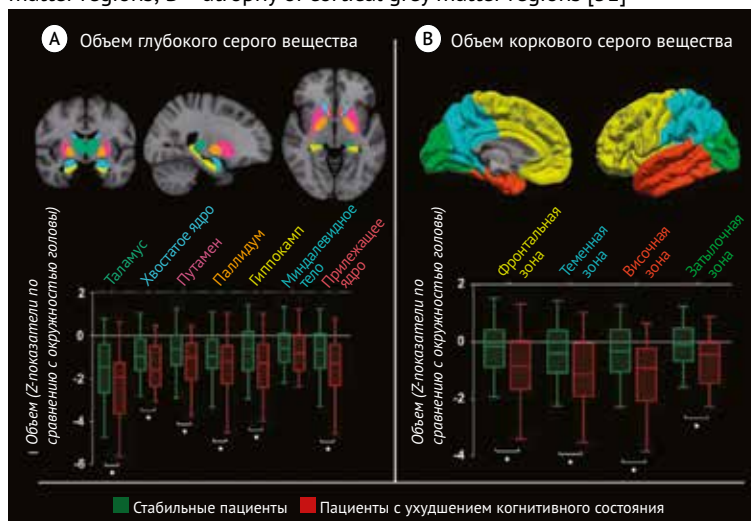 matter regions, B – atrophy of cortical grey matter regions [31]
A Объем глубокого серого вещества
B Объем коркового серого вещества
Объем (Z-показатели по
сравнению с окружностью головы)
Таламус
Хвостатое ядро
Путамен
Паллидум
Гиппокамп
Миндалевидное
тело
Прилежащее
ядро
2
0
-2
-4
-6
* * * * * *
Объем (Z-показатели по
сравнению с окружностью головы)
Фронтальная
зона
Теменная
зона
Височная
зона
Затылочная
зона
2
0
-2
-4
* * * *
Стабильные пациенты
Пациенты с ухудшением когнитивного состояния